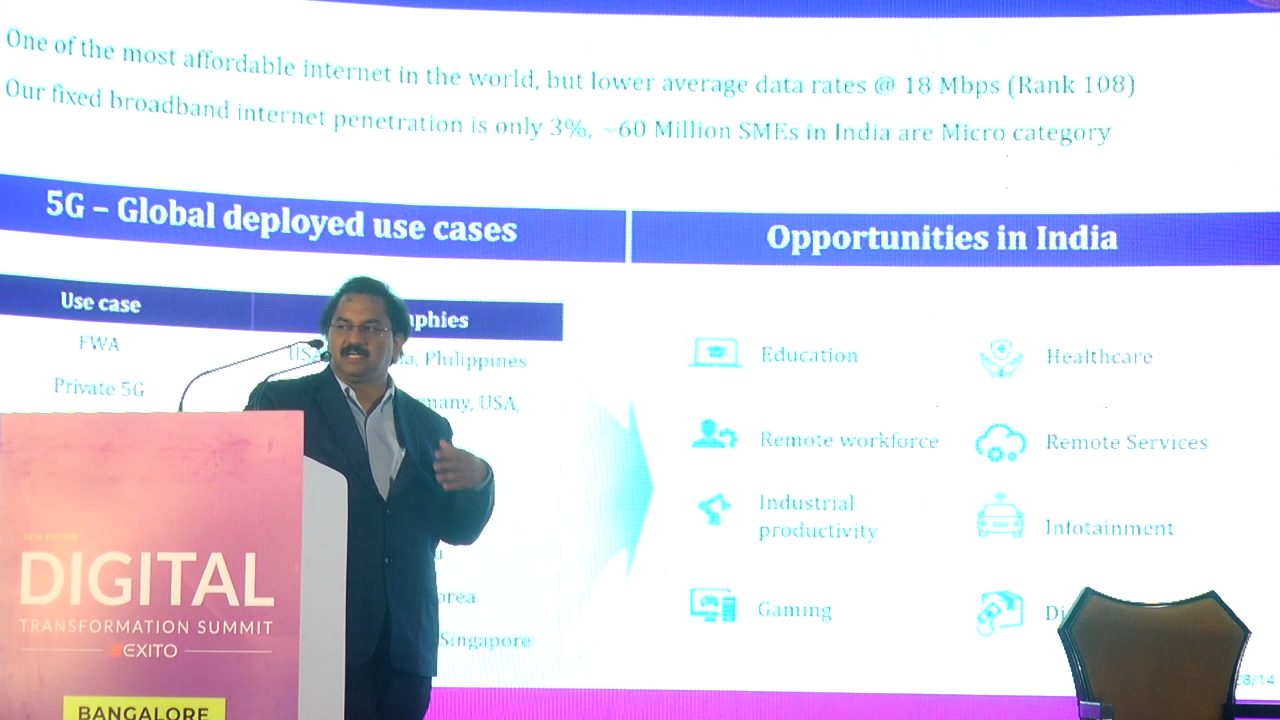 One of the most affordable internet in the world, but lower average data rates @ 18 Mbps (Rank 108)
Our fixed broadband internet penetration is only 3%, ~60 Million SMEs in India are Micro category
5G – Global deployed use cases
Opportunities in India
Use case
FWA
Philippines
Private 5G
USA,
Singapore
Education
Healthcare
Remote workforce
Remote Services
Industrial
productivity
Infotainment
Gaming
DIGITAL
TRANSFORMATION SUMMIT
EXITO
BANGALORE